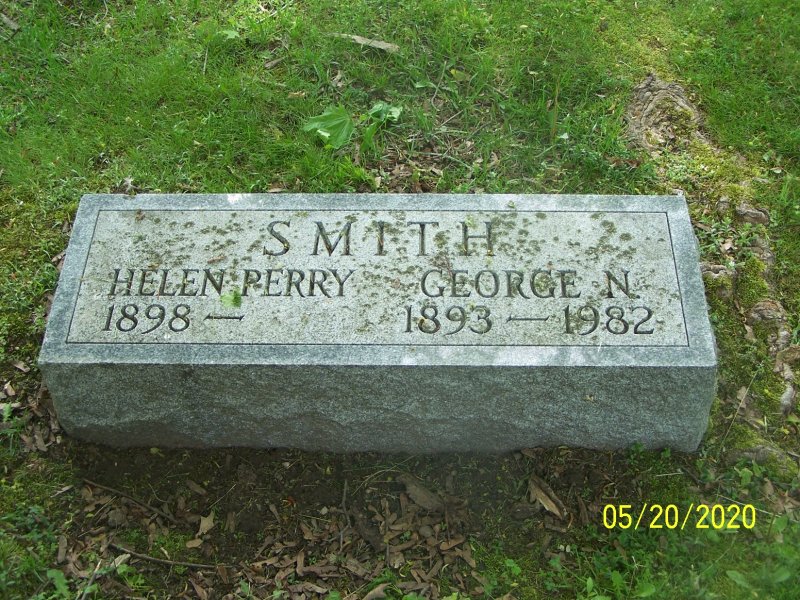 SMITH
HELEN PERRY GEORGE N.
1898 — 1893 — 1982
05/20/2020